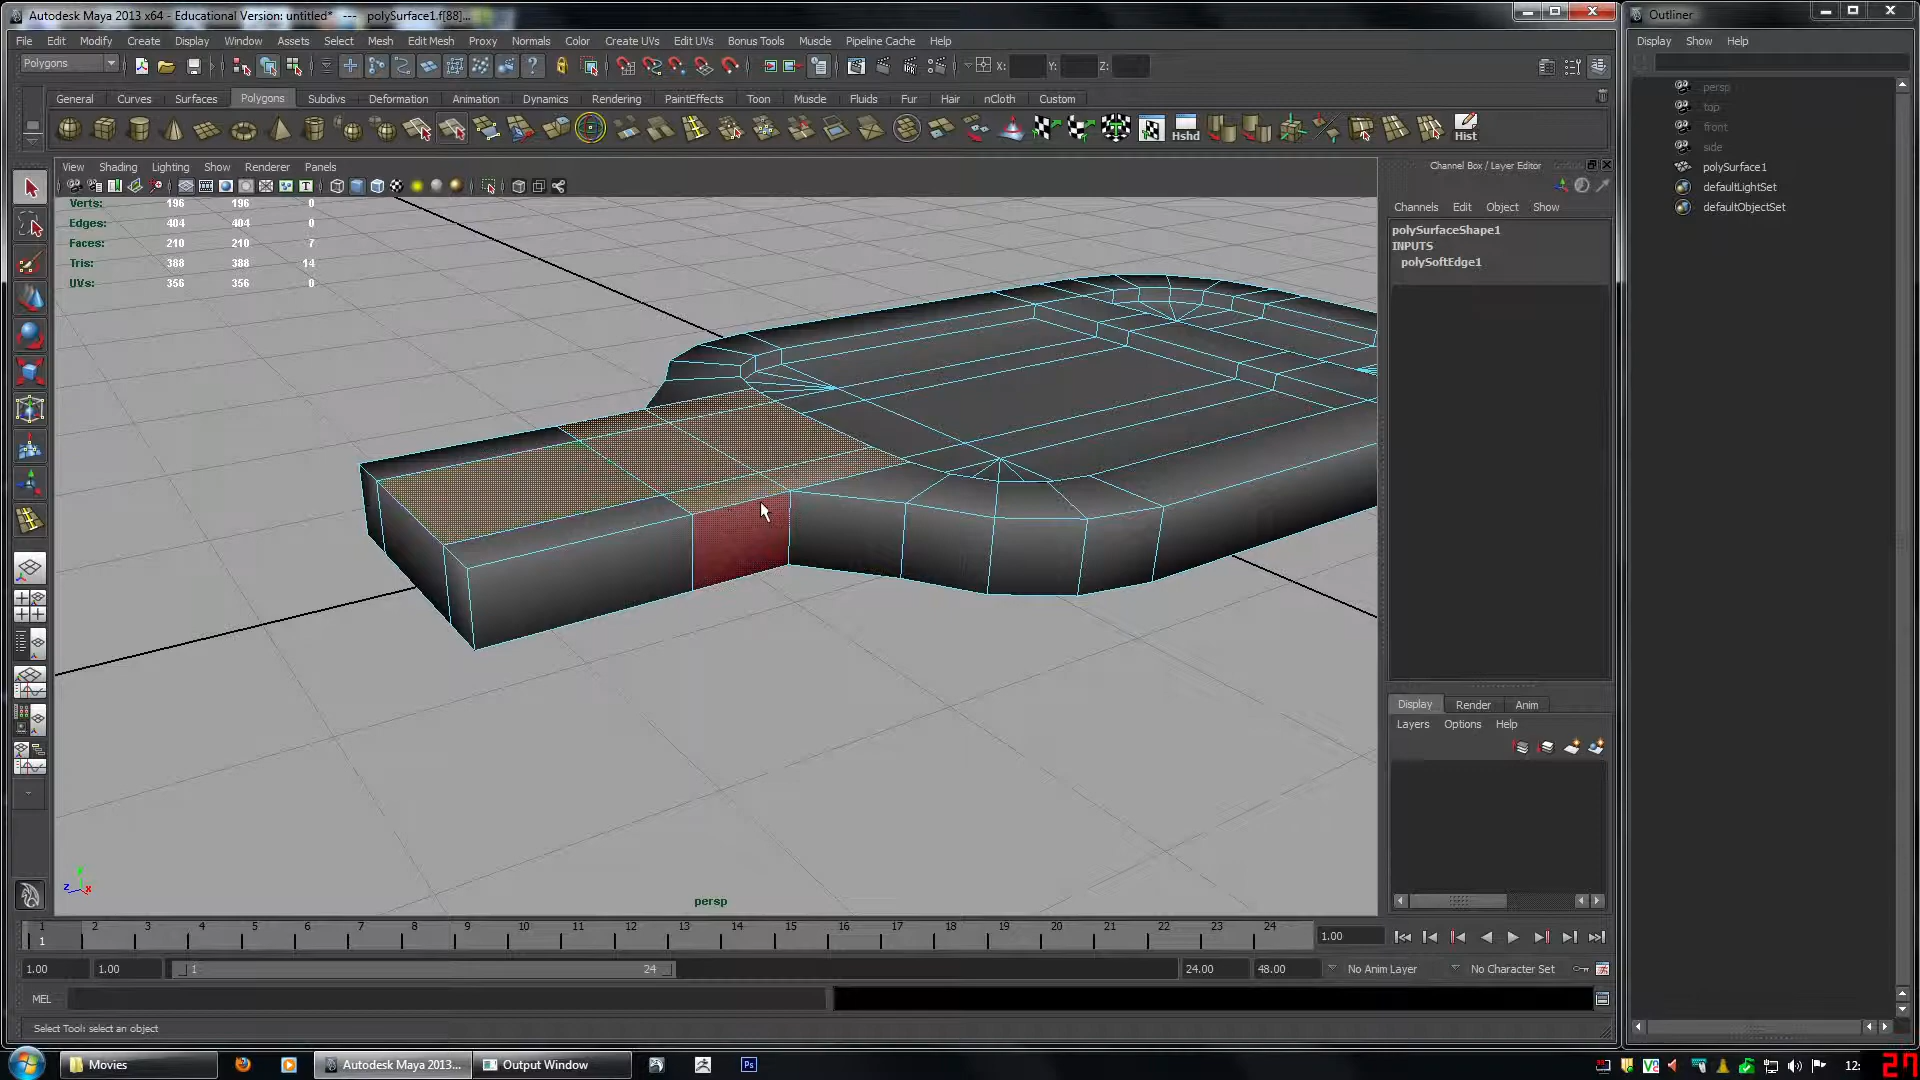 Autodesk Maya 2013 x64 - Educational Version: untitled*   ---   polySurface1.f[88]...
Outliner
File Edit Modify Create Display Window Assets Select Mesh Edit Mesh Proxy Normals Color Create UVs Edit UVs Bonus Tools Muscle Pipeline Cache Help
Display Show Help
Polygons
X: Y: Z:
General Curves Surfaces Polygons Subdivs Deformation Animation Dynamics Rendering PaintEffects Toon Muscle Fluids Fur Hair nCloth Custom
Hshd Hist
persp
top
front
side
polySurface1
defaultLightSet
defaultObjectSet
View Shading Lighting Show Renderer Panels
Channel Box / Layer Editor
Verts: 196 196 0
Edges: 404 404 0
Faces: 210 210 7
Tris: 388 388 14
UVs: 356 356 0
Channels Edit Object Show
polySurfaceShape1
INPUTS
polySoftEdge1
Display Render Anim
Layers Options Help
y
z x
persp
1 2 3 4 5 6 7 8 9 10 11 12 13 14 15 16 17 18 19 20 21 22 23 24
1
1.00
1.00 1.00 1 24 24.00 48.00 No Anim Layer No Character Set
MEL
Select Tool: select an object
Movies Autodesk Maya 2013... Output Window Ps
12:
27